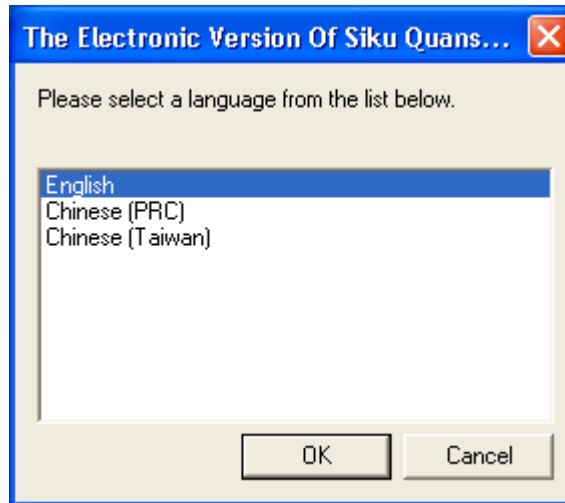 The Electronic Version Of Siku Quans...
Please select a language from the list below.
English
Chinese (PRC)
Chinese (Taiwan)
OK
Cancel